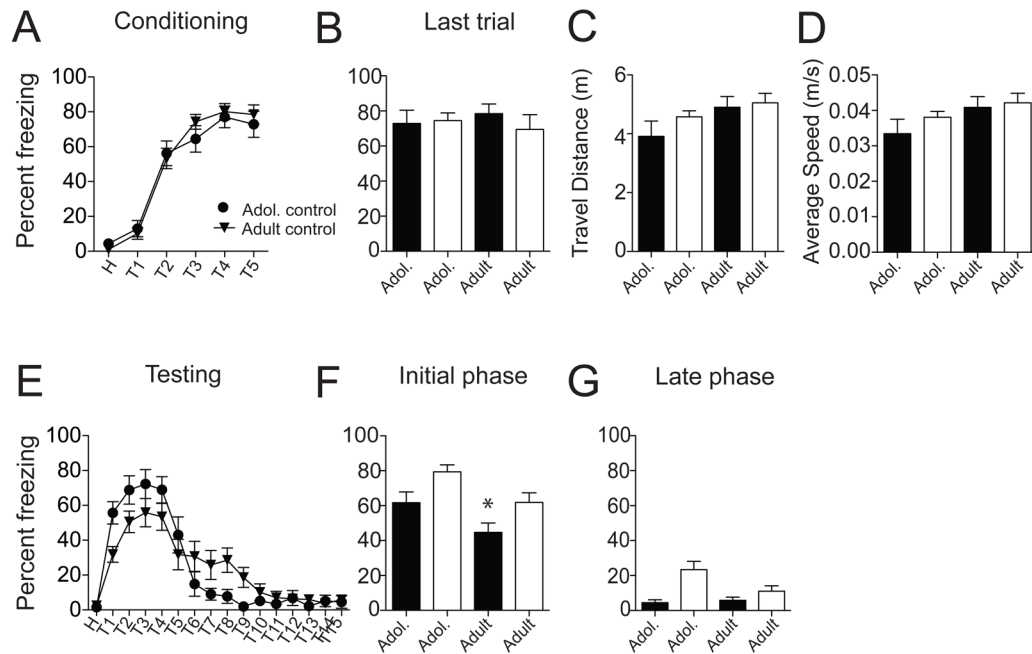 A Conditioning
B Last trial
C
D
Percent freezing
100
80
60
40
20
0
H T1 T2 T3 T4 T5
Adol. control
Adult control
100
80
60
40
20
0
Adol. Adol. Adult Adult
Travel Distance (m)
6
4
2
0
Adol. Adol. Adult Adult
Average Speed (m/s)
0.05
0.04
0.03
0.02
0.01
0.00
Adol. Adol. Adult Adult
E Testing
F Initial phase
G Late phase
Percent freezing
100
80
60
40
20
0
H T1 T2 T3 T4 T5 T6 T7 T8 T9 T10 T11 T12 T13 T14 T15
100
80
60
40
20
0
*
Adol. Adol. Adult Adult
100
80
60
40
20
0
Adol. Adol. Adult Adult